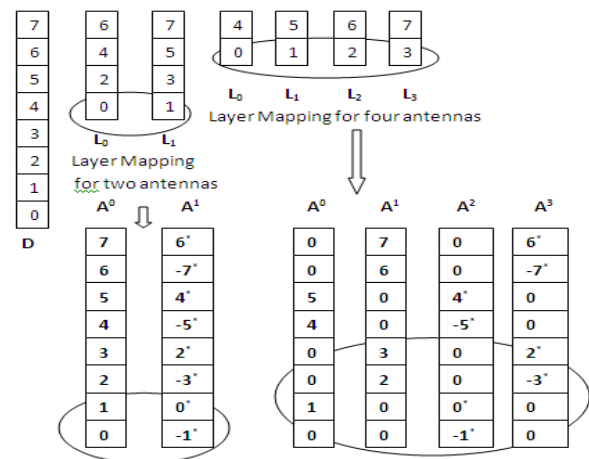 7 6 7 4 5 6 7
6 4 5 0 1 2 3
5 2 3
4 0 1
3
2
1
0
D
L₀ L₁
L₀ L₁ L₂ L₃
Layer Mapping for two antennas
Layer Mapping for four antennas
A⁰ A¹ A⁰ A¹ A² A³
7 6* 0 7 0 6*
6 -7* 0 6 0 -7*
5 4* 5 0 4* 0
4 -5* 4 0 -5* 0
3 2* 0 3 0 2*
2 -3* 0 2 0 -3*
1 0* 1 0 0* 0
0 -1* 0 0 -1* 0